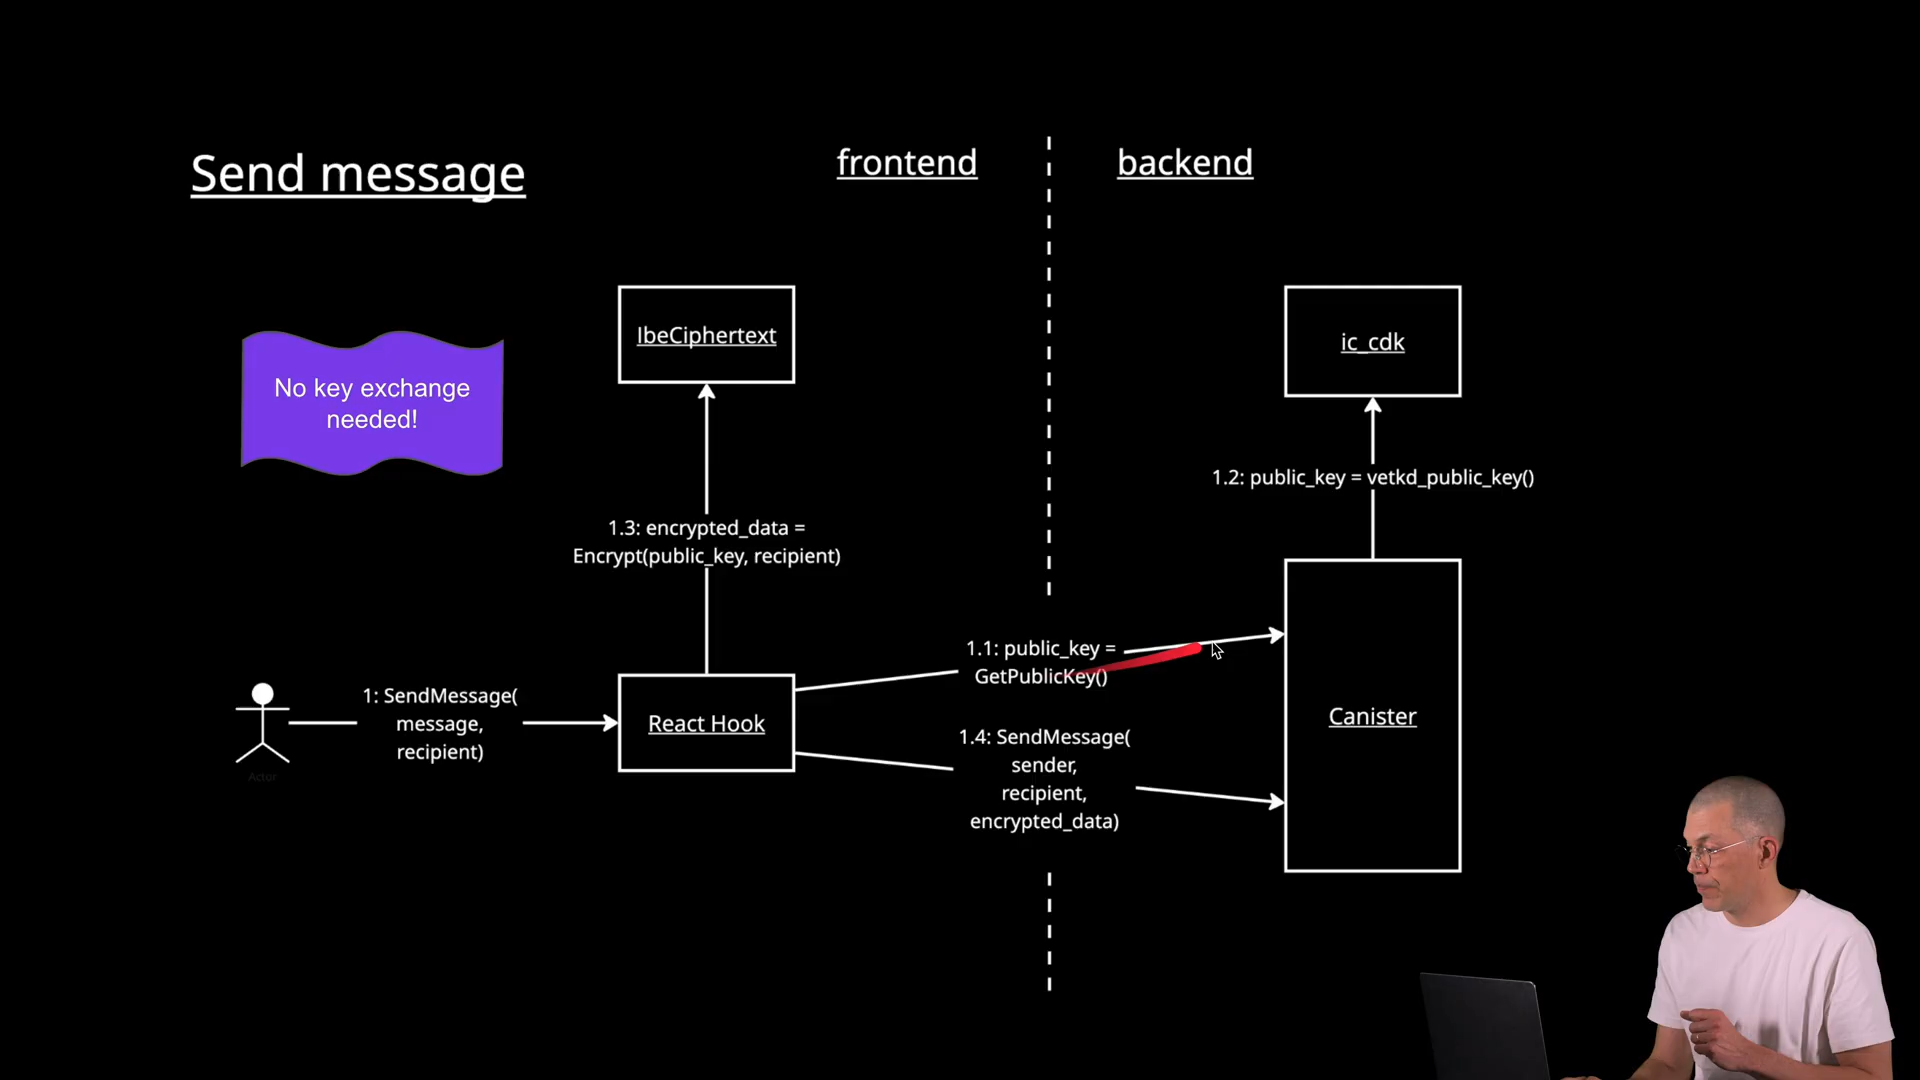 Send message
frontend
backend
IbeCiphertext
ic_cdk
No key exchange
needed!
1.2: public_key = vetkd_public_key()
1.3: encrypted_data =
Encrypt(public_key, recipient)
1.1: public_key =
GetPublicKey()
1: SendMessage(
message,
recipient)
React Hook
Canister
1.4: SendMessage(
sender,
recipient,
encrypted_data)
Actor